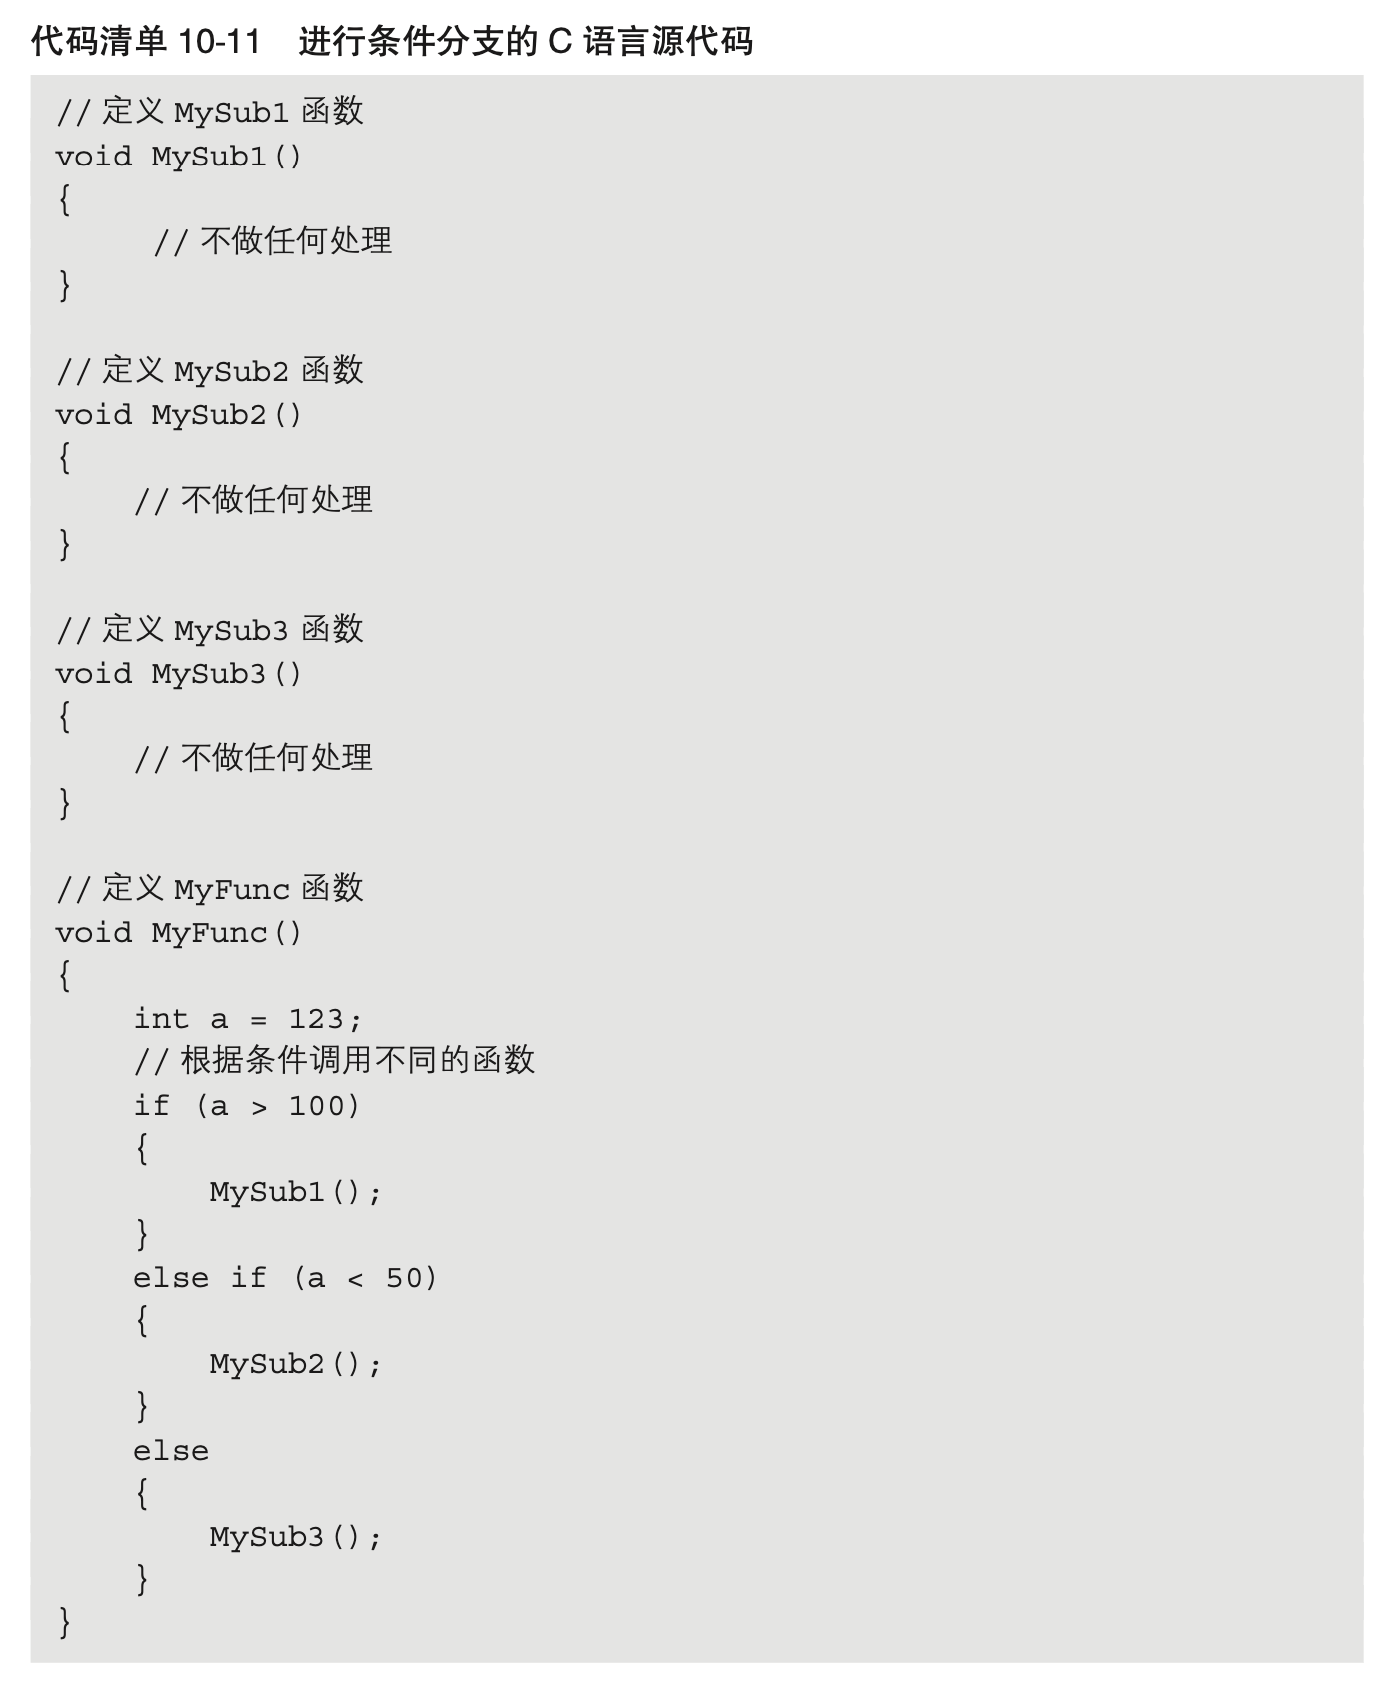 代码清单 10-11　进行条件分支的 C 语言源代码
// 定义 MySub1 函数
void MySub1()
{
     // 不做任何处理
}

// 定义 MySub2 函数
void MySub2()
{
    // 不做任何处理
}

// 定义 MySub3 函数
void MySub3()
{
    // 不做任何处理
}

// 定义 MyFunc 函数
void MyFunc()
{
    int a = 123;
    // 根据条件调用不同的函数
    if (a > 100)
    {
        MySub1();
    }
    else if (a < 50)
    {
        MySub2();
    }
    else
    {
        MySub3();
    }
}